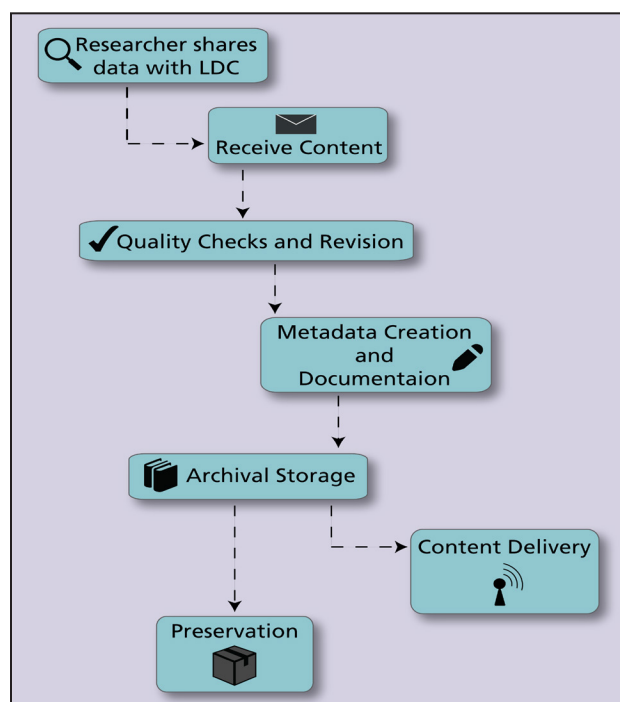 Researcher shares
data with LDC
Receive Content
Quality Checks and Revision
Metadata Creation
and
Documentaion
Archival Storage
Content Delivery
Preservation